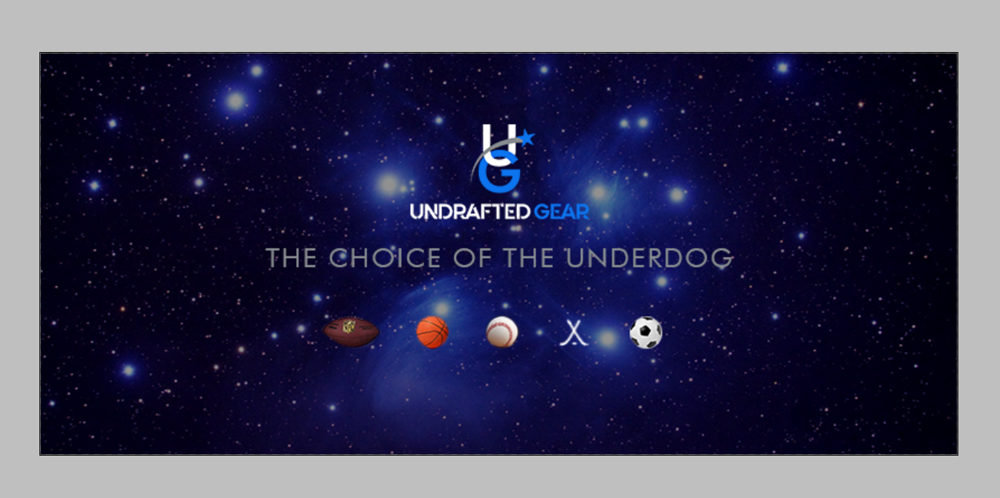 UG
UNDRAFTED GEAR
THE CHOICE OF THE UNDERDOG